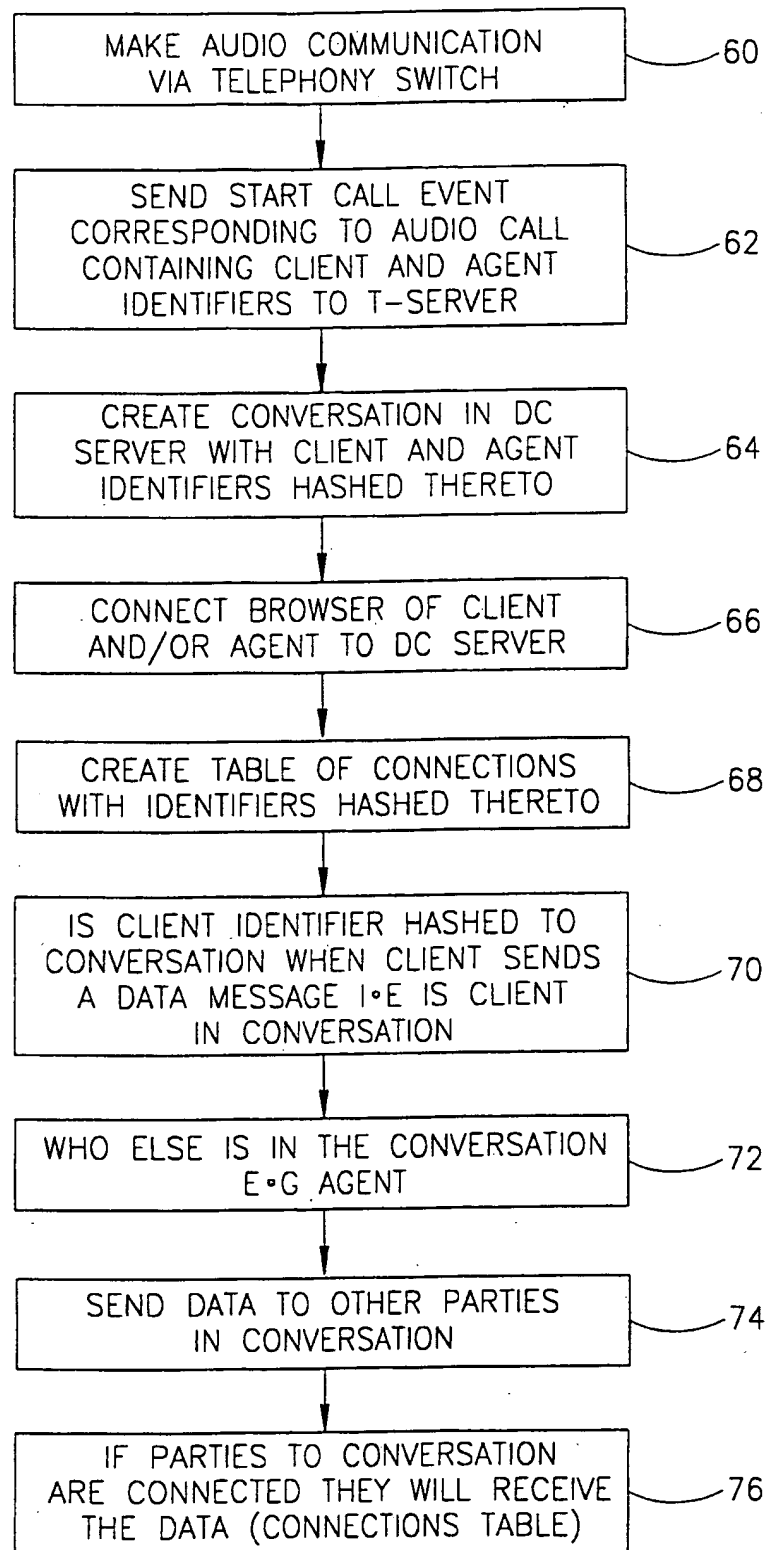 MAKE AUDIO COMMUNICATION
VIA TELEPHONY SWITCH
60
SEND START CALL EVENT
CORRESPONDING TO AUDIO CALL
CONTAINING CLIENT AND AGENT
IDENTIFIERS TO T-SERVER
62
CREATE CONVERSATION IN DC
SERVER WITH CLIENT AND AGENT
IDENTIFIERS HASHED THERETO
64
CONNECT BROWSER OF CLIENT
AND/OR AGENT TO DC SERVER
66
CREATE TABLE OF CONNECTIONS
WITH IDENTIFIERS HASHED THERETO
68
IS CLIENT IDENTIFIER HASHED TO
CONVERSATION WHEN CLIENT SENDS
A DATA MESSAGE I•E IS CLIENT
IN CONVERSATION
70
WHO ELSE IS IN THE CONVERSATION
E•G AGENT
72
SEND DATA TO OTHER PARTIES
IN CONVERSATION
74
IF PARTIES TO CONVERSATION
ARE CONNECTED THEY WILL RECEIVE
THE DATA (CONNECTIONS TABLE)
76